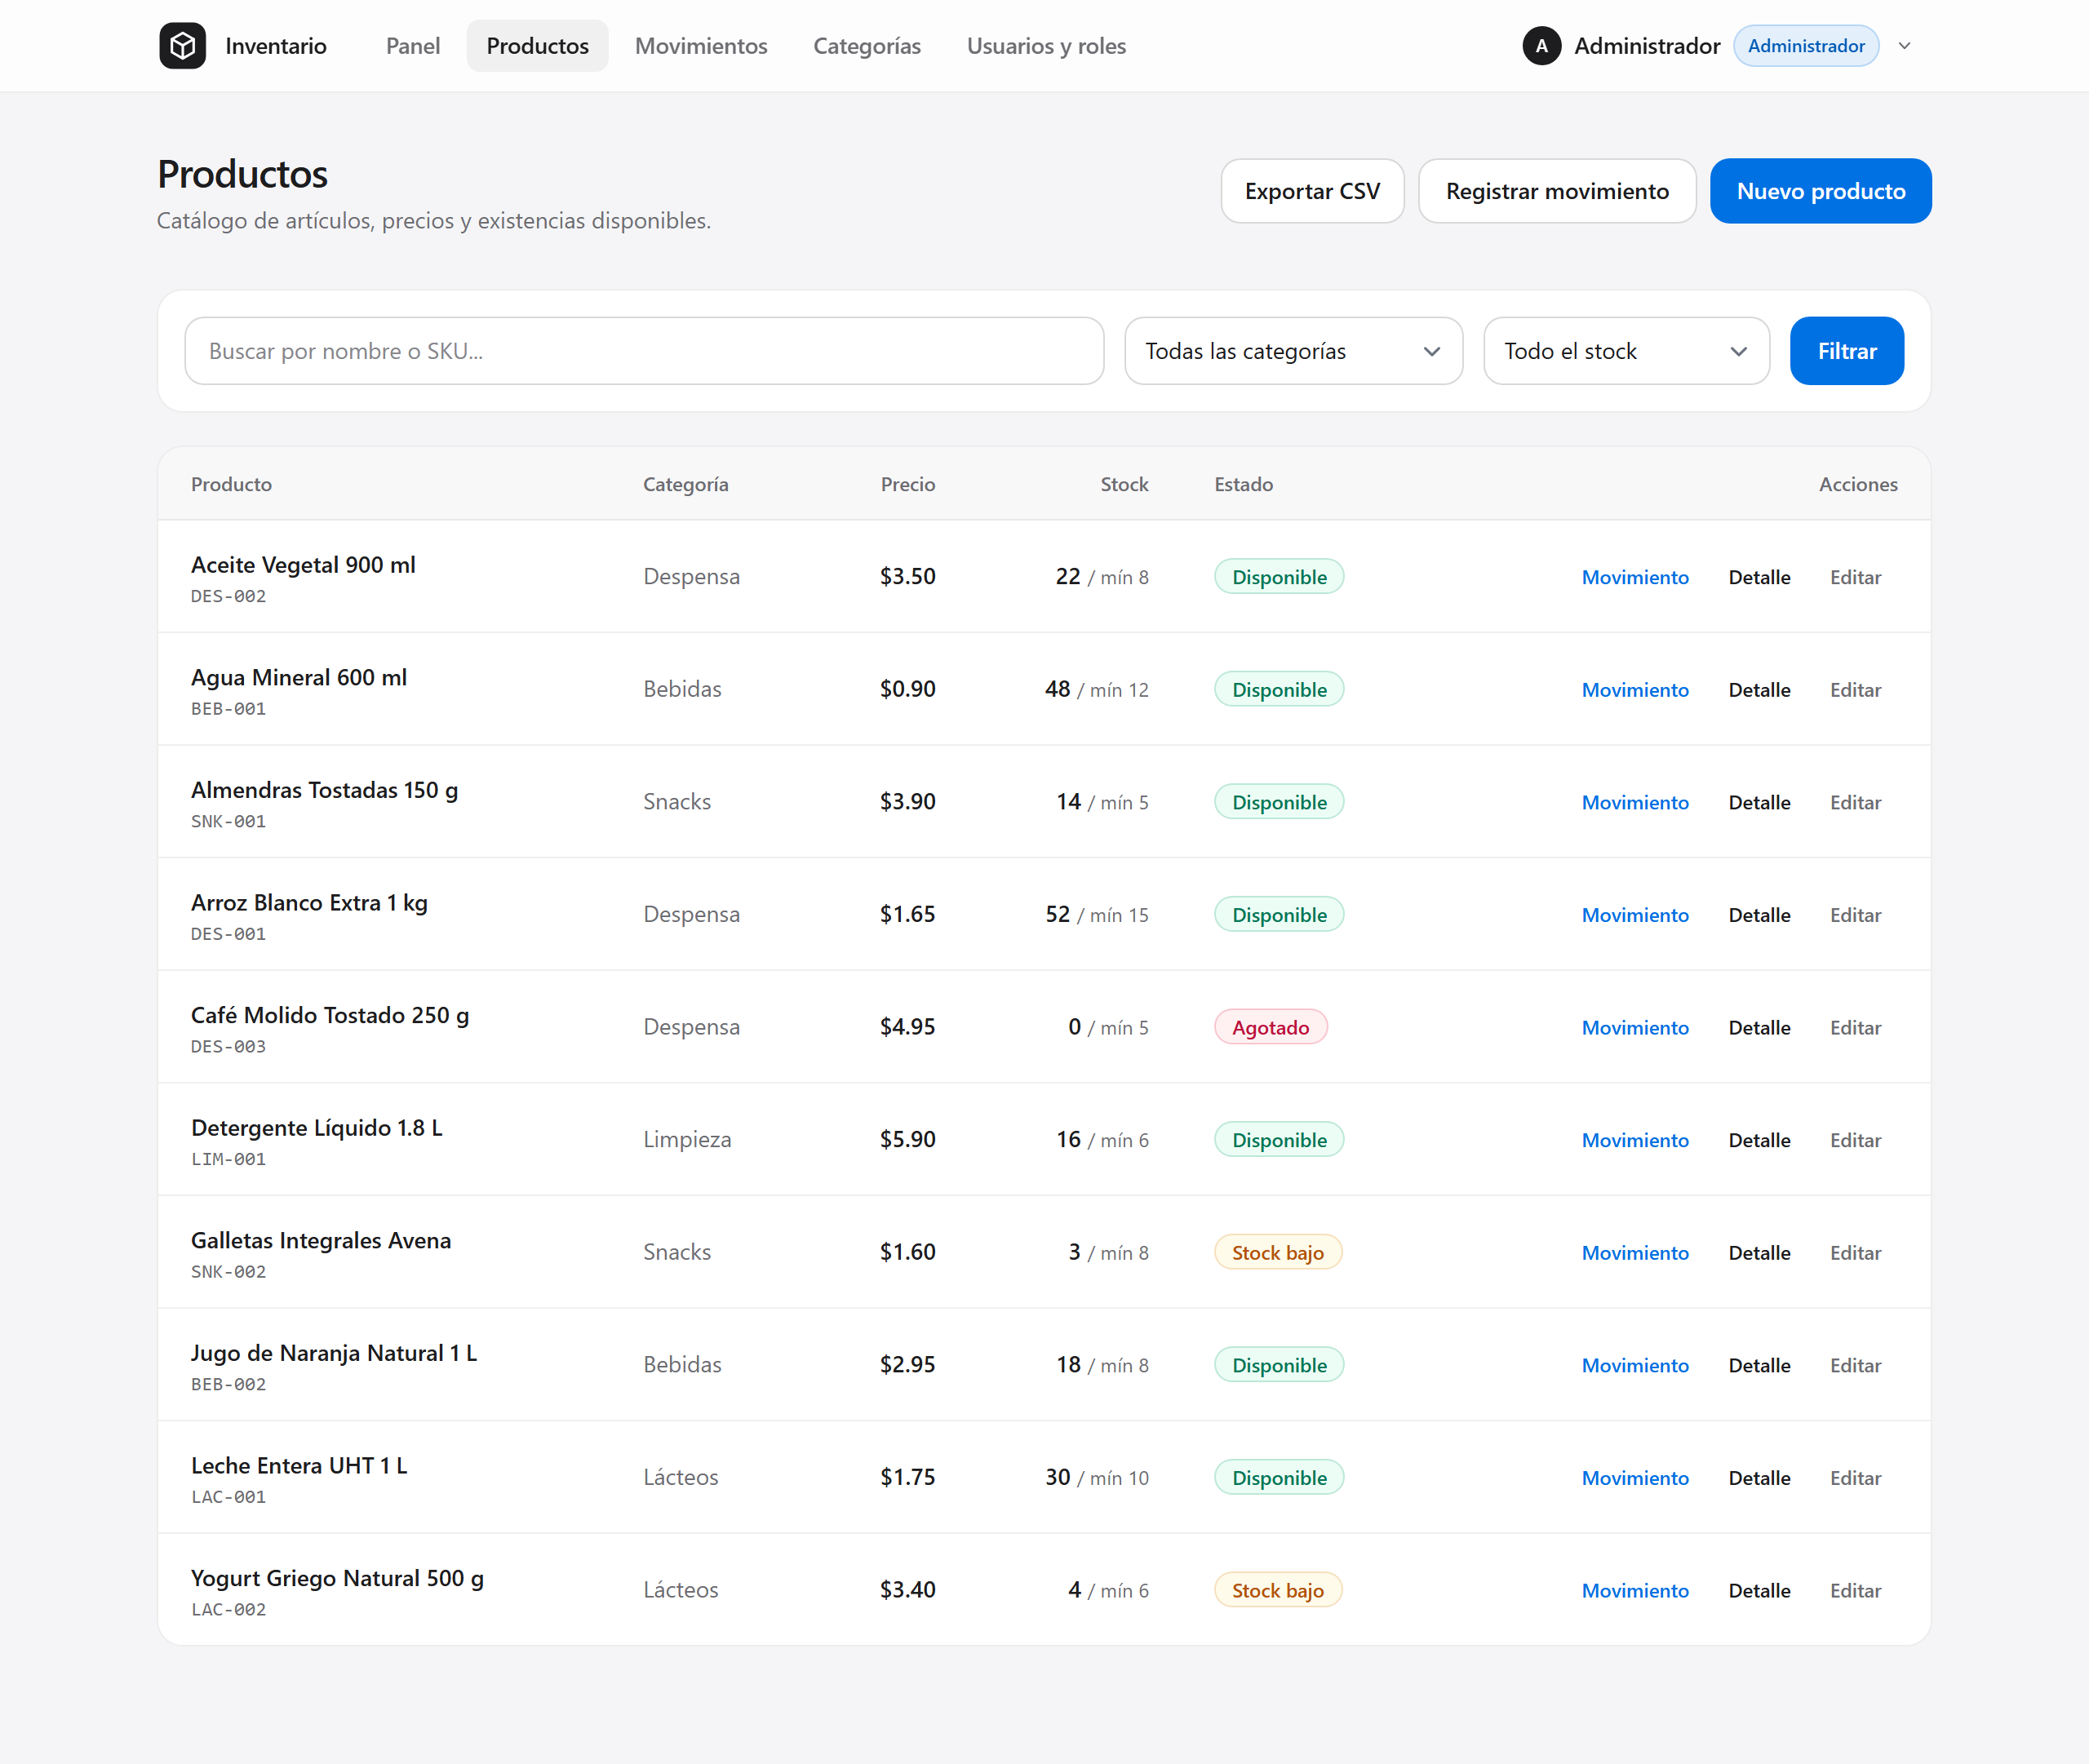 Inventario Panel Productos Movimientos Categorías Usuarios y roles A Administrador Administrador
Productos
Catálogo de artículos, precios y existencias disponibles.
Exportar CSV Registrar movimiento Nuevo producto
Buscar por nombre o SKU... Todas las categorías Todo el stock Filtrar
Producto Categoría Precio Stock Estado Acciones
Aceite Vegetal 900 ml
DES-002
Despensa $3.50 22 / mín 8 Disponible Movimiento Detalle Editar
Agua Mineral 600 ml
BEB-001
Bebidas $0.90 48 / mín 12 Disponible Movimiento Detalle Editar
Almendras Tostadas 150 g
SNK-001
Snacks $3.90 14 / mín 5 Disponible Movimiento Detalle Editar
Arroz Blanco Extra 1 kg
DES-001
Despensa $1.65 52 / mín 15 Disponible Movimiento Detalle Editar
Café Molido Tostado 250 g
DES-003
Despensa $4.95 0 / mín 5 Agotado Movimiento Detalle Editar
Detergente Líquido 1.8 L
LIM-001
Limpieza $5.90 16 / mín 6 Disponible Movimiento Detalle Editar
Galletas Integrales Avena
SNK-002
Snacks $1.60 3 / mín 8 Stock bajo Movimiento Detalle Editar
Jugo de Naranja Natural 1 L
BEB-002
Bebidas $2.95 18 / mín 8 Disponible Movimiento Detalle Editar
Leche Entera UHT 1 L
LAC-001
Lácteos $1.75 30 / mín 10 Disponible Movimiento Detalle Editar
Yogurt Griego Natural 500 g
LAC-002
Lácteos $3.40 4 / mín 6 Stock bajo Movimiento Detalle Editar